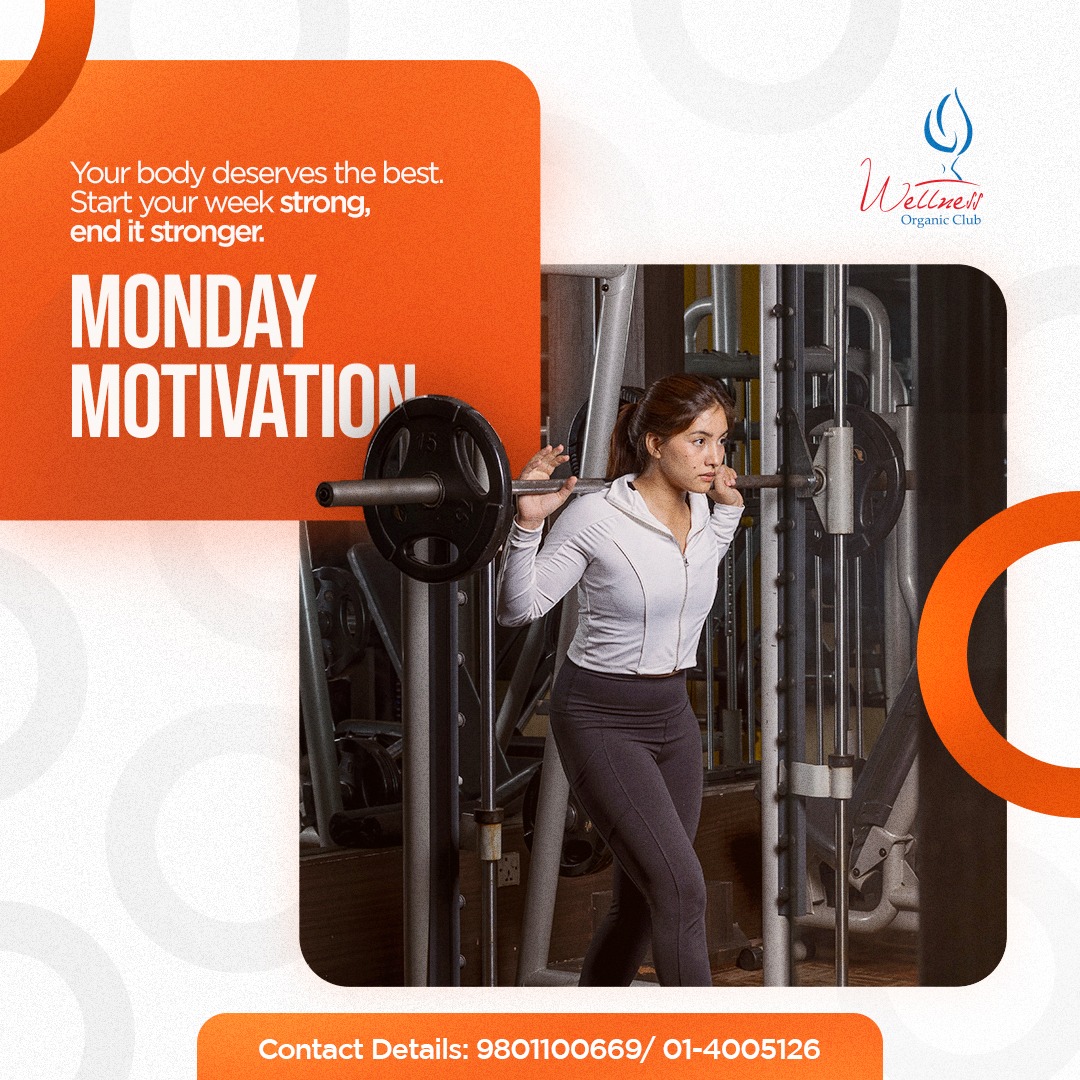 Your body deserves the best.
Start your week strong,
end it stronger.
MONDAY
MOTIVATION
Wellness
Organic Club
15
Contact Details: 9801100669/ 01-4005126